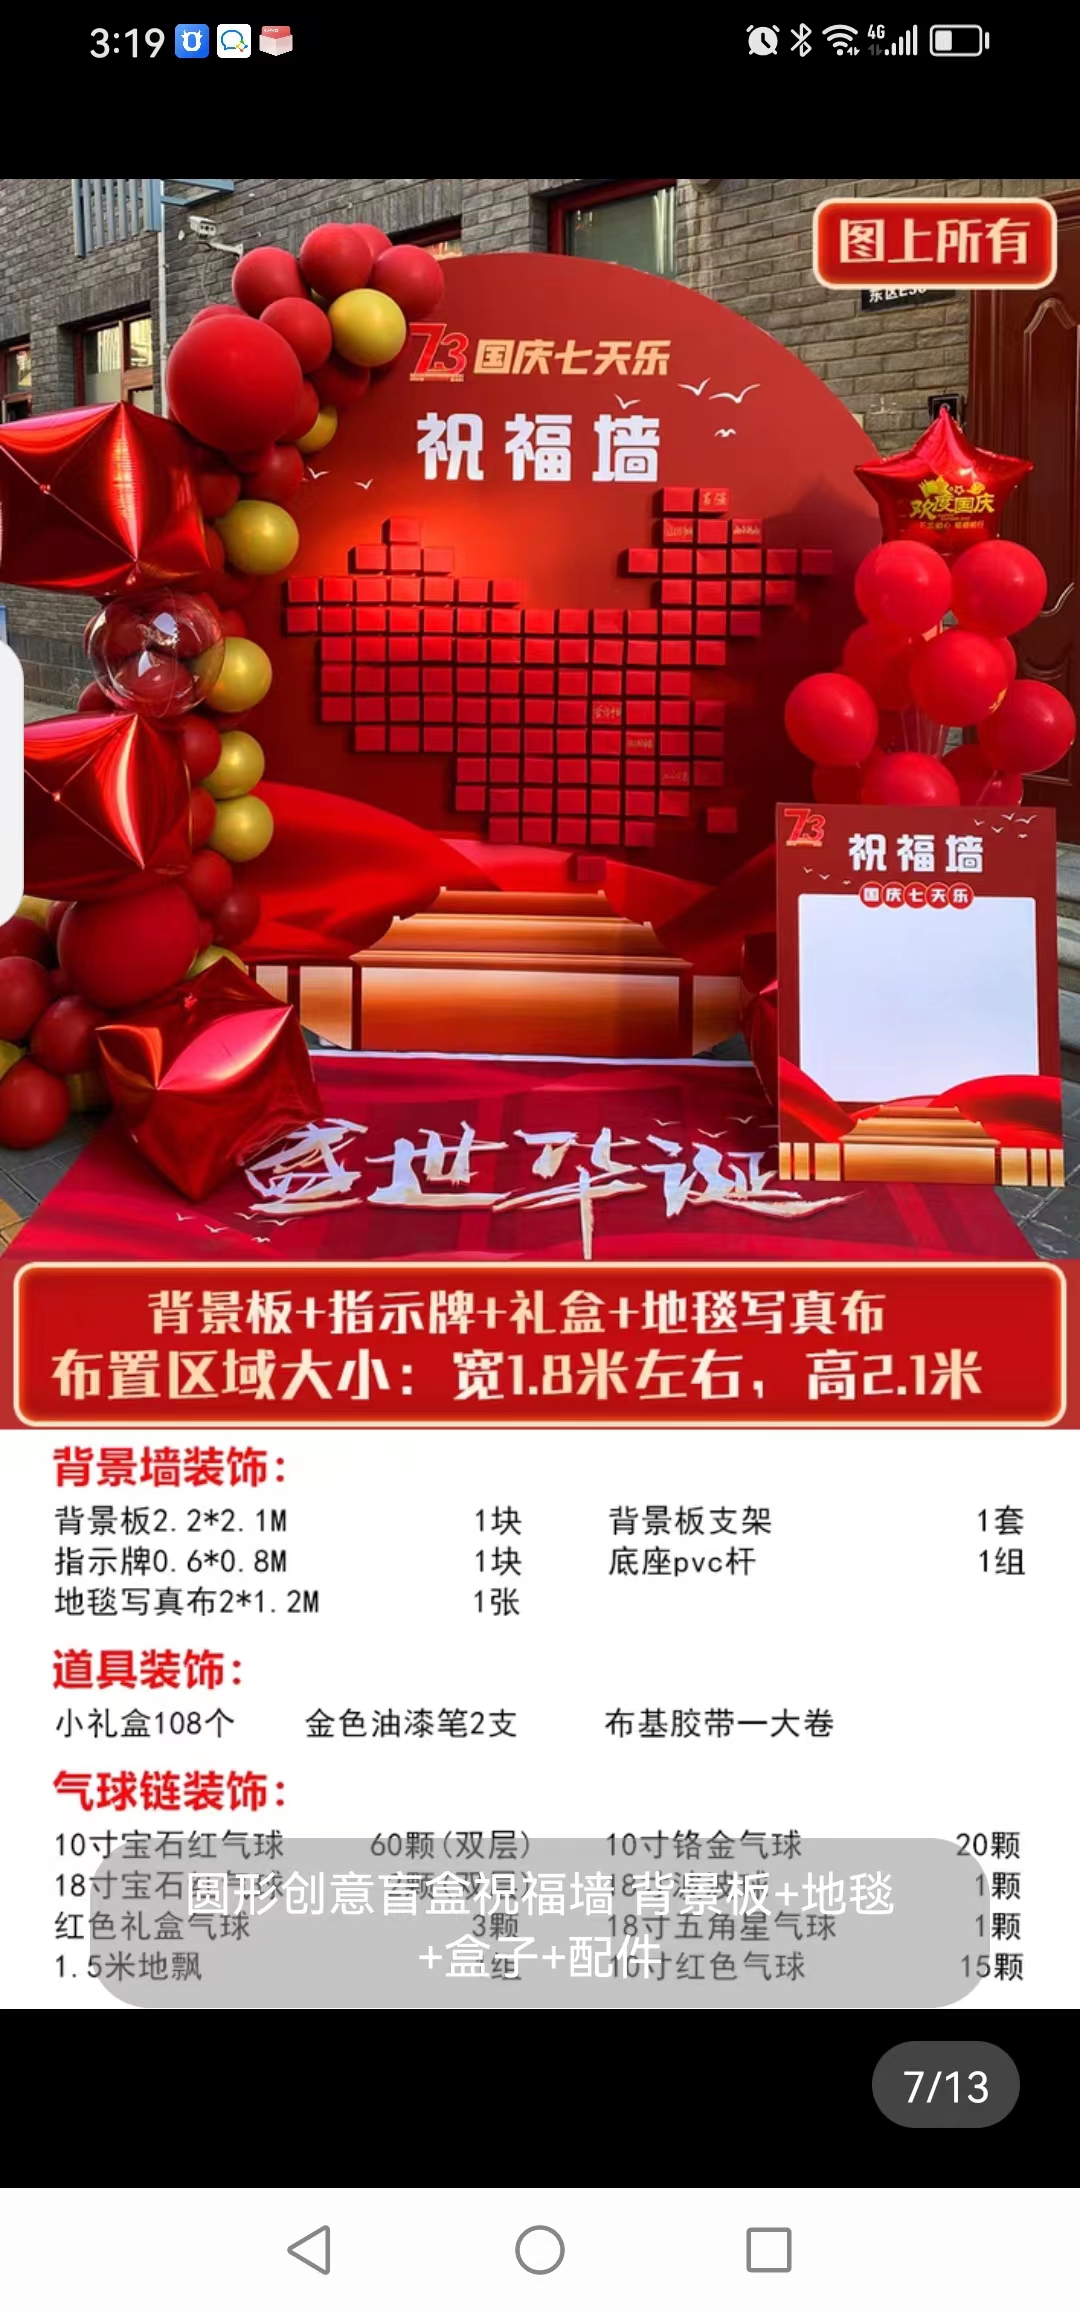 3:19
4G
图上所有
73 国庆七天乐
祝福墙
欢度国庆
73
祝福墙
国庆七天乐
盛世华诞
背景板+指示牌+礼盒+地毯写真布
布置区域大小：宽1.8米左右，高2.1米
背景墙装饰：
背景板2.2*2.1M 1块 背景板支架 1套
指示牌0.6*0.8M 1块 底座pvc杆 1组
地毯写真布2*1.2M 1张
道具装饰：
小礼盒108个 金色油漆笔2支 布基胶带一大卷
气球链装饰：
10寸宝石红气球 60颗(双层) 10寸铬金气球 20颗
18寸宝石 1颗
红色礼盒气球 3颗 18寸五角星气球 1颗
1.5米地飘 1组 10寸红色气球 15颗
圆形创意盲盒祝福墙 背景板+地毯
+盒子+配件
7/13